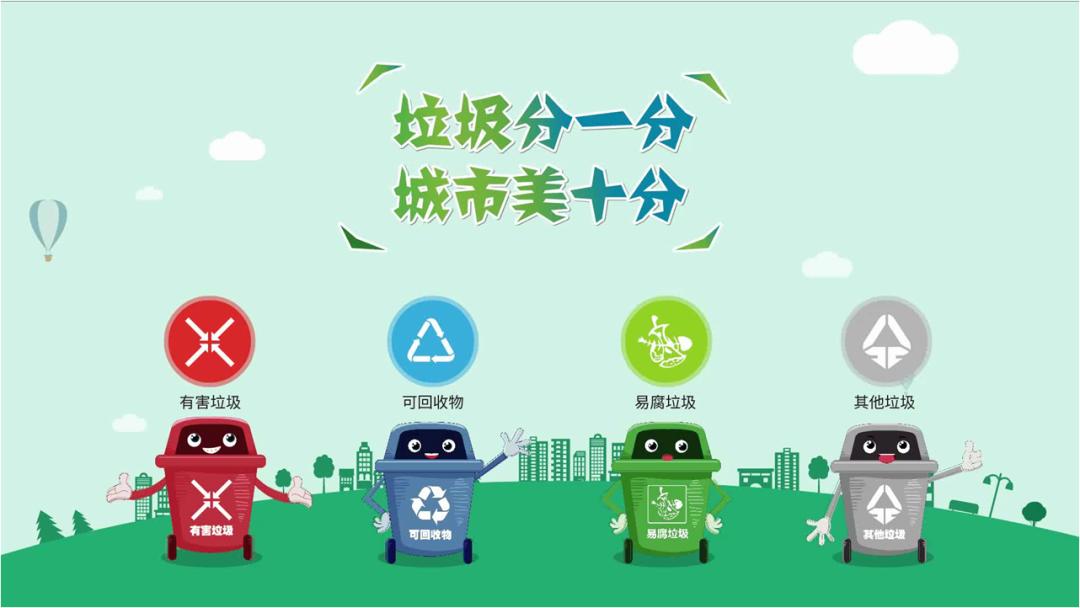 垃圾分一分
城市美十分
有害垃圾
可回收物
易腐垃圾
其他垃圾
有害垃圾
可回收物
易腐垃圾
其他垃圾